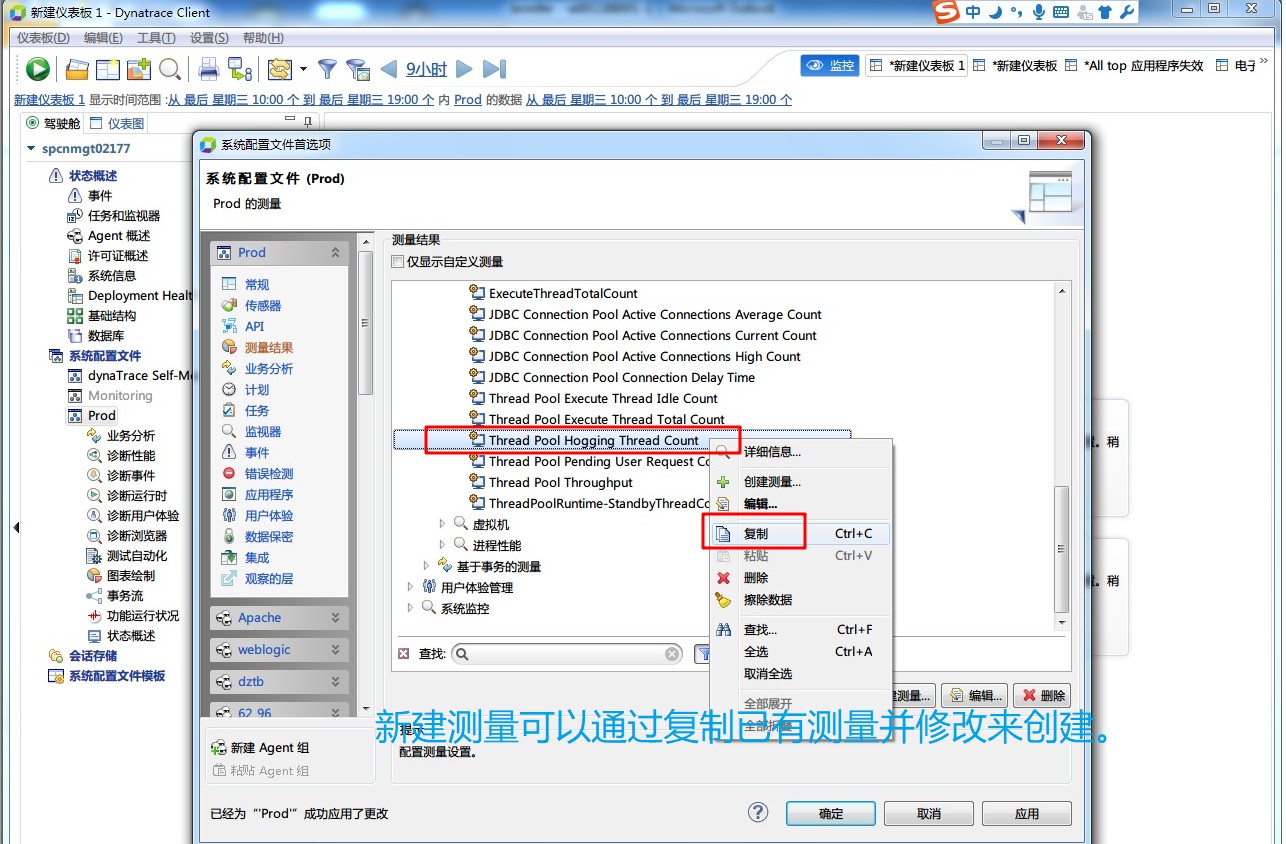 新建仪表板 1 - Dynatrace Client
中
仪表板(D) 编辑(E) 工具(T) 设置(S) 帮助(H)
9小时
监控
*新建仪表板 1
*新建仪表板
*All top 应用程序失效
电子
新建仪表板 1 显示时间范围 :从 最后 星期三 10:00 个 到 最后 星期三 19:00 个 内 Prod 的数据 从 最后 星期三 10:00 个 到 最后 星期三 19:00 个
驾驶舱 仪表图
spcnmgt02177
状态概述
事件
任务和监视器
Agent 概述
许可证概述
系统信息
Deployment Healt
基础结构
数据库
系统配置文件
dynaTrace Self-Mo
Monitoring
Prod
业务分析
诊断性能
诊断事件
诊断运行时
诊断用户体验
诊断浏览器
测试自动化
图表绘制
事务流
功能运行状况
状态概述
会话存储
系统配置文件模板
系统配置文件首选项
系统配置文件 (Prod)
Prod 的测量
Prod
常规
传感器
API
测量结果
业务分析
计划
任务
监视器
事件
错误检测
应用程序
用户体验
数据保密
集成
观察的层
Apache
weblogic
dztb
62 96
新建 Agent 组
粘贴 Agent 组
测量结果
仅显示自定义测量
ExecuteThreadTotalCount
JDBC Connection Pool Active Connections Average Count
JDBC Connection Pool Active Connections Current Count
JDBC Connection Pool Active Connections High Count
JDBC Connection Pool Connection Delay Time
Thread Pool Execute Thread Idle Count
Thread Pool Execute Thread Total Count
Thread Pool Hogging Thread Count
Thread Pool Pending User Request Co
Thread Pool Throughput
ThreadPoolRuntime-StandbyThreadCo
虚拟机
进程性能
基于事务的测量
用户体验管理
系统监控
详细信息...
创建测量...
编辑...
复制 Ctrl+C
粘贴 Ctrl+V
删除
擦除数据
查找... Ctrl+F
全选 Ctrl+A
取消全选
全部展开
全部折叠
查找:
测量... 编辑... 删除
新建测量可以通过复制已有测量并修改来创建。
提示
配置测量设置。
已经为 “'Prod'” 成功应用了更改
确定 取消 应用
。稍
。稍